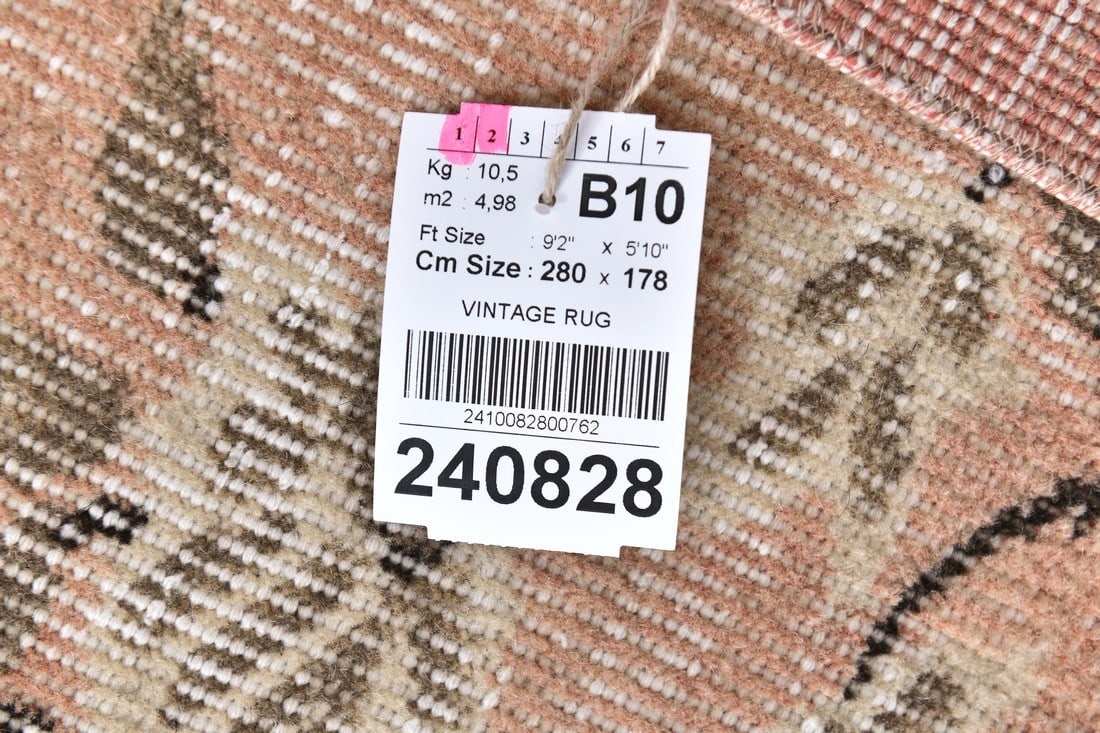 1 2 3 4 5 6 7
Kg : 10,5
m2 : 4,98
B10
Ft Size : 9'2" x 5'10"
Cm Size : 280 x 178
VINTAGE RUG
2410082800762
240828